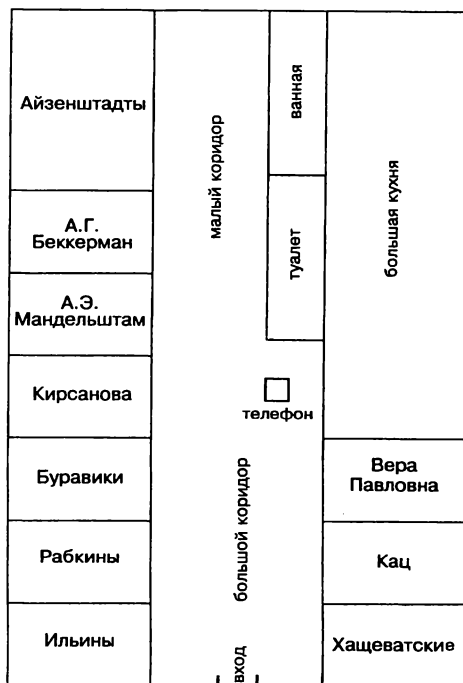 Айзенштадты
малый коридор
ванная
А.Г.
Беккерман
туалет
большая кухня
А.Э.
Мандельштам
Кирсанова
телефон
Буравики
большой коридор
Вера
Павловна
Рабкины
Кац
Ильины
вход
Хащеватские